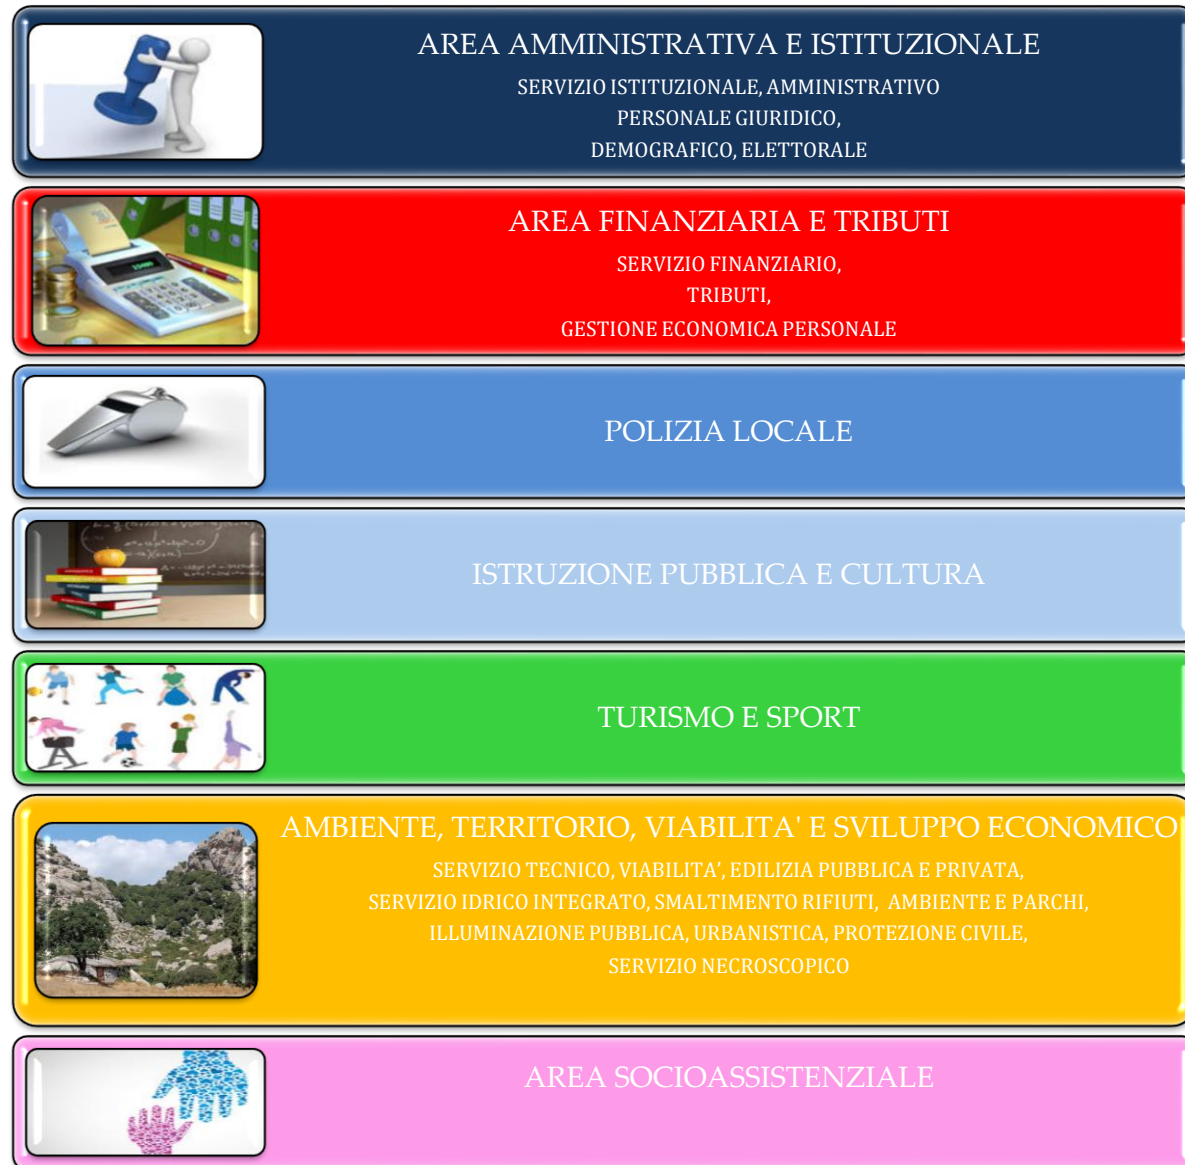 AREA AMMINISTRATIVA E ISTITUZIONALE
SERVIZIO ISTITUZIONALE, AMMINISTRATIVO
PERSONALE GIURIDICO,
DEMOGRAFICO, ELETTORALE
AREA FINANZIARIA E TRIBUTI
SERVIZIO FINANZIARIO,
TRIBUTI,
GESTIONE ECONOMICA PERSONALE
POLIZIA LOCALE
ISTRUZIONE PUBBLICA E CULTURA
TURISMO E SPORT
AMBIENTE, TERRITORIO, VIABILITA' E SVILUPPO ECONOMICO
SERVIZIO TECNICO, VIABILITA’, EDILIZIA PUBBLICA E PRIVATA,
SERVIZIO IDRICO INTEGRATO, SMALTIMENTO RIFIUTI, AMBIENTE E PARCHI,
ILLUMINAZIONE PUBBLICA, URBANISTICA, PROTEZIONE CIVILE,
SERVIZIO NECROSCOPICO
AREA SOCIOASSISTENZIALE